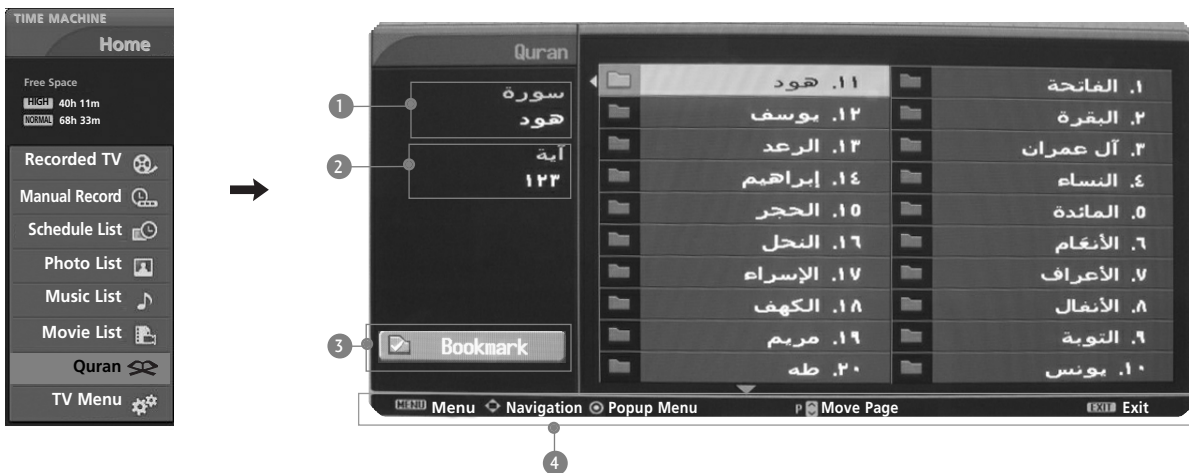 TIME MACHINE
Home
Free Space
HIGH 40h 11m
NORMAL 68h 33m
Recorded TV
Manual Record
Schedule List
Photo List
Music List
Movie List
Quran
TV Menu
Quran
1
سورة
هود
2
آية
١٢٣
3
Bookmark
١. الفاتحة
٢. البقرة
٣. آل عمران
٤. النساء
٥. المائدة
٦. الأنعَام
٧. الأعراف
٨. الأنفال
٩. التوبة
١٠. يونس
١١. هود
١٢. يوسف
١٣. الرعد
١٤. إبراهيم
١٥. الحجر
١٦. النحل
١٧. الإسراء
١٨. الكهف
١٩. مريم
٢٠. طه
MENU Menu Navigation Popup Menu P Move Page EXIT Exit
4